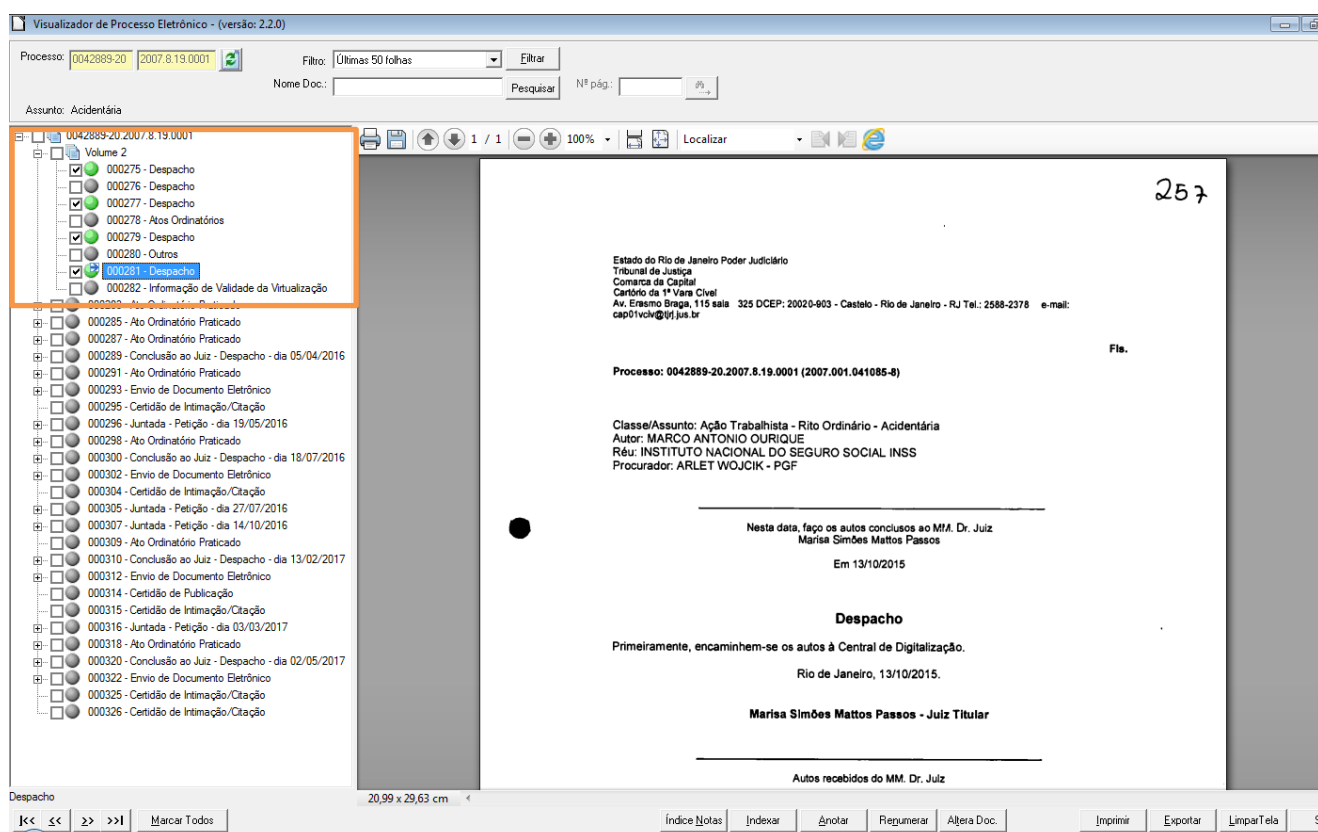 Visualizador de Processo Eletrônico - (versão: 2.2.0)
Processo: 0042889-20 2007.8.19.0001 Filtro: Últimas 50 folhas Filtrar
Nome Doc.: Pesquisar Nº pág.:
Assunto: Acidentária
0042889-20.2007.8.19.0001
Volume 2
000275 - Despacho
000276 - Despacho
000277 - Despacho
000278 - Atos Ordinatórios
000279 - Despacho
000280 - Outros
000281 - Despacho
000282 - Informação de Validade da Virtualização
000285 - Ato Ordinatório Praticado
000287 - Ato Ordinatório Praticado
000289 - Conclusão ao Juiz - Despacho - dia 05/04/2016
000291 - Ato Ordinatório Praticado
000293 - Envio de Documento Eletrônico
000295 - Certidão de Intimação/Citação
000296 - Juntada - Petição - dia 19/05/2016
000298 - Ato Ordinatório Praticado
000300 - Conclusão ao Juiz - Despacho - dia 18/07/2016
000302 - Envio de Documento Eletrônico
000304 - Certidão de Intimação/Citação
000305 - Juntada - Petição - dia 27/07/2016
000307 - Juntada - Petição - dia 14/10/2016
000309 - Ato Ordinatório Praticado
000310 - Conclusão ao Juiz - Despacho - dia 13/02/2017
000312 - Envio de Documento Eletrônico
000314 - Certidão de Publicação
000315 - Certidão de Intimação/Citação
000316 - Juntada - Petição - dia 03/03/2017
000318 - Ato Ordinatório Praticado
000320 - Conclusão ao Juiz - Despacho - dia 02/05/2017
000322 - Envio de Documento Eletrônico
000325 - Certidão de Intimação/Citação
000326 - Certidão de Intimação/Citação
1 / 1 100% Localizar
257
Estado do Rio de Janeiro Poder Judiciário
Tribunal de Justiça
Comarca da Capital
Cartório da 1ª Vara Cível
Av. Erasmo Braga, 115 sala 325 DCEP: 20020-903 - Castelo - Rio de Janeiro - RJ Tel.: 2588-2378 e-mail:
cap01vciv@tjrj.jus.br
Fls.
Processo: 0042889-20.2007.8.19.0001 (2007.001.041085-8)
Classe/Assunto: Ação Trabalhista - Rito Ordinário - Acidentária
Autor: MARCO ANTONIO OURIQUE
Réu: INSTITUTO NACIONAL DO SEGURO SOCIAL INSS
Procurador: ARLET WOJCIK - PGF
Nesta data, faço os autos conclusos ao MM. Dr. Juiz
Marisa Simões Mattos Passos
Em 13/10/2015
Despacho
Primeiramente, encaminhem-se os autos à Central de Digitalização.
Rio de Janeiro, 13/10/2015.
Marisa Simões Mattos Passos - Juiz Titular
Autos recebidos do MM. Dr. Juiz
Despacho 20,99 x 29,63 cm
|<< << >> >>| Marcar Todos Índice Notas Indexar Anotar Renumerar Altera Doc. Imprimir Exportar LimparTela